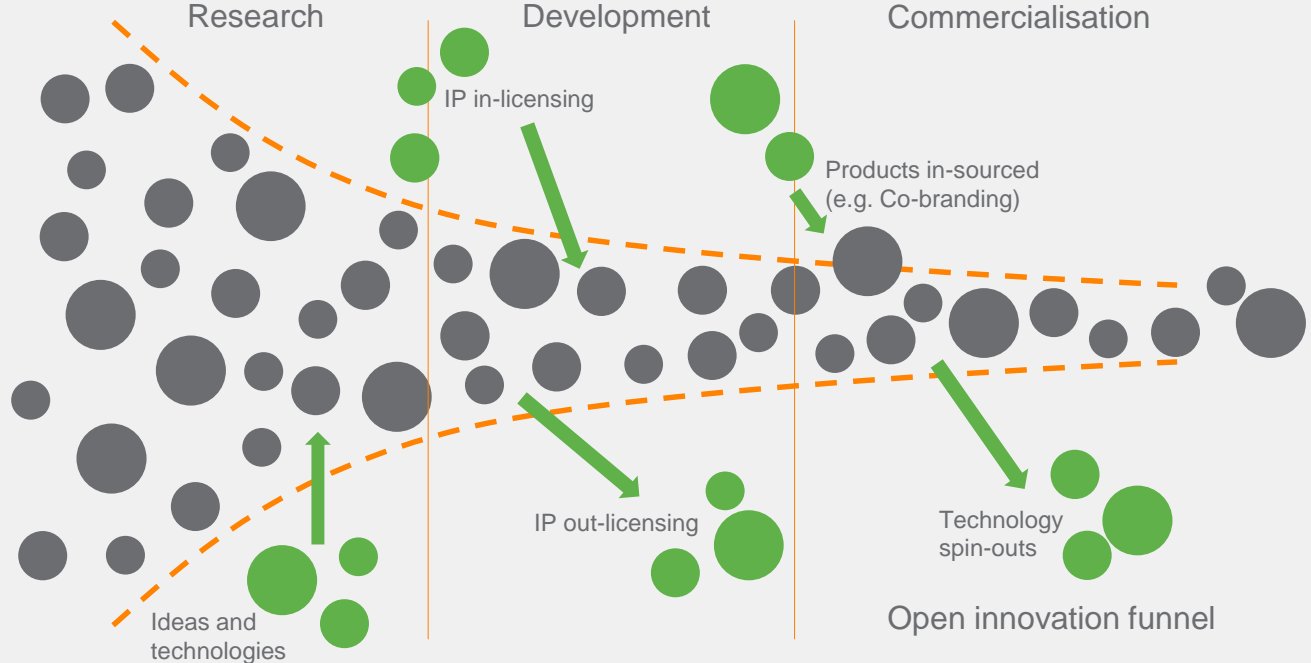 Research
Development
Commercialisation
IP in-licensing
Products in-sourced
(e.g. Co-branding)
IP out-licensing
Technology
spin-outs
Ideas and
technologies
Open innovation funnel